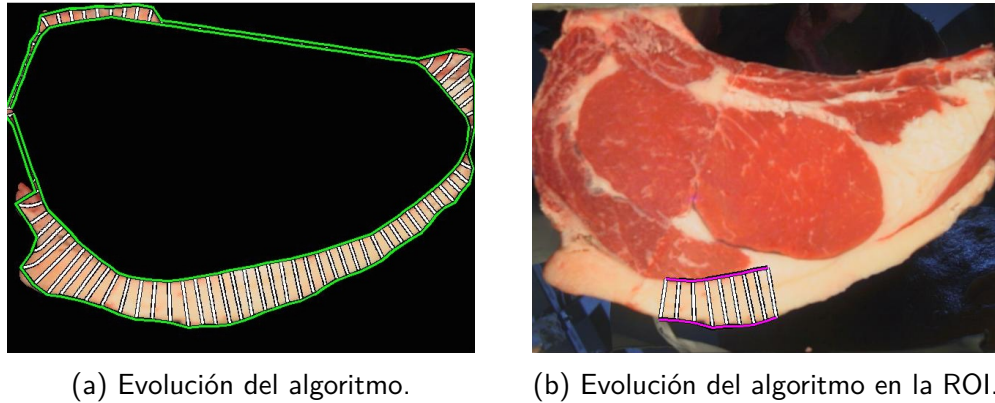 (a) Evolución del algoritmo.
(b) Evolución del algoritmo en la ROI.